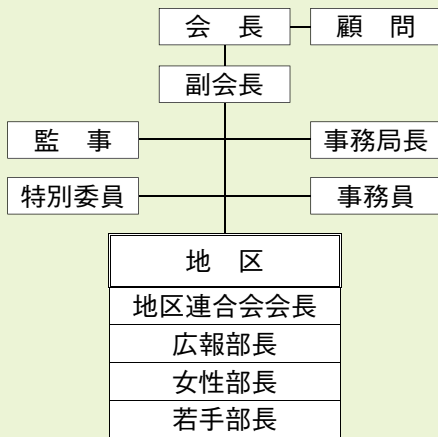 会　長
顧　問
副会長
監　事
事務局長
特別委員
事務員
地　区
地区連合会会長
広報部長
女性部長
若手部長